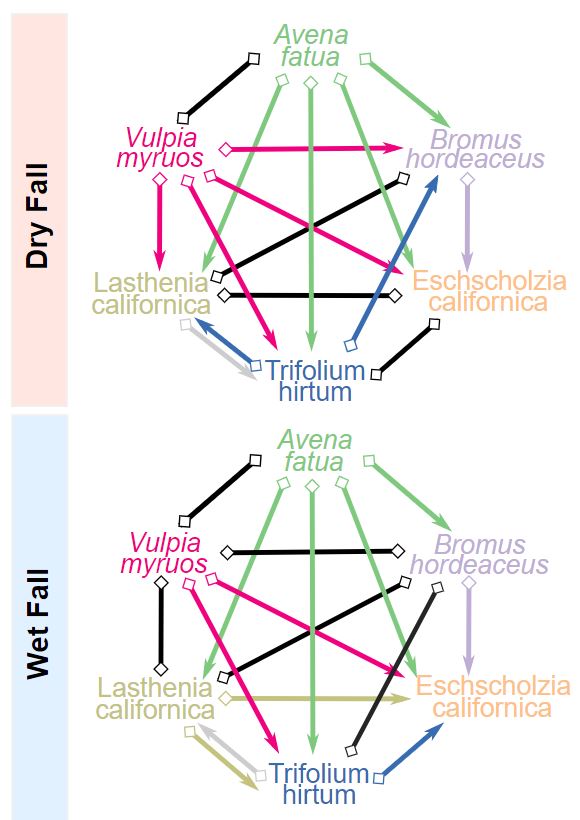 Dry Fall
Avena
fatua
Vulpia
myruos
Bromus
hordeaceus
Lasthenia
californica
Eschscholzia
californica
Trifolium
hirtum
Wet Fall
Avena
fatua
Vulpia
myruos
Bromus
hordeaceus
Lasthenia
californica
Eschscholzia
californica
Trifolium
hirtum